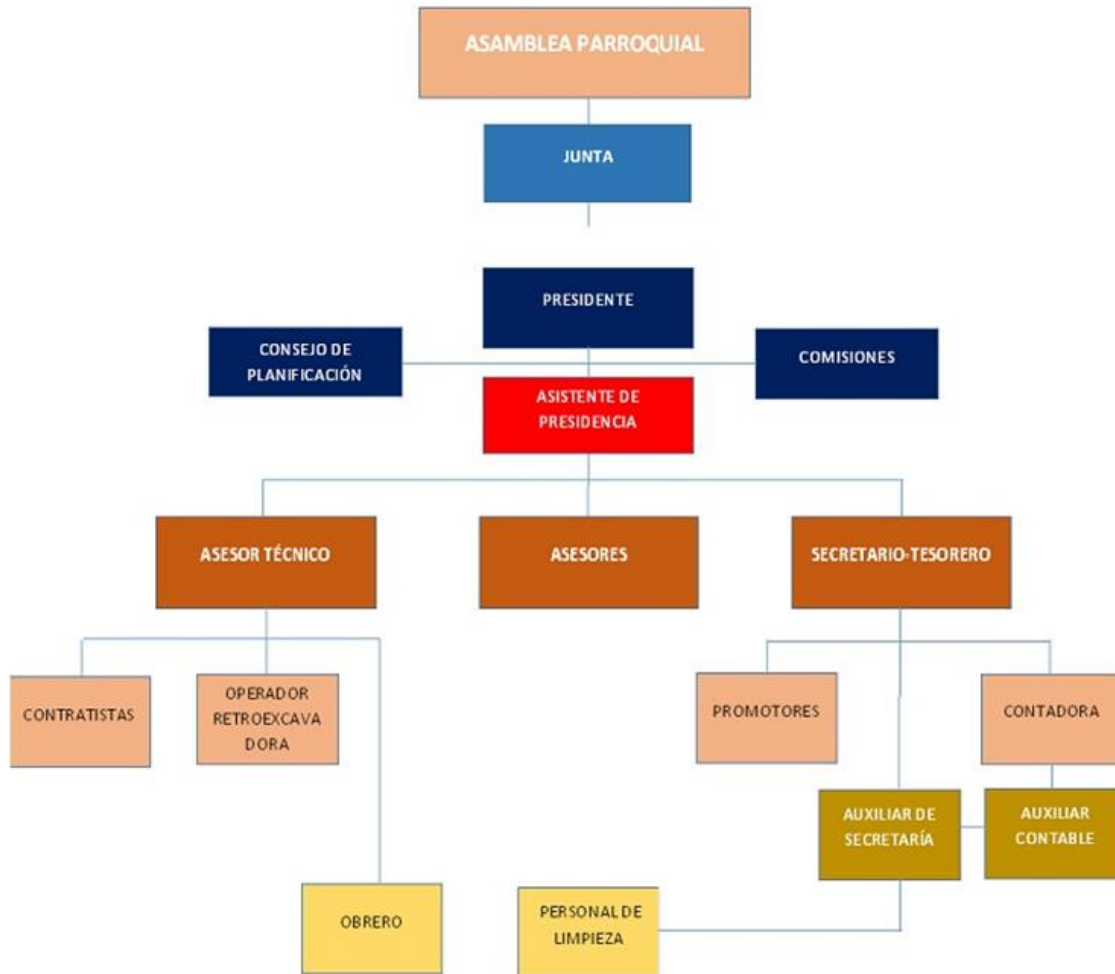 ASAMBLEA PARROQUIAL
JUNTA
PRESIDENTE
CONSEJO DE
PLANIFICACIÓN
COMISIONES
ASISTENTE DE
PRESIDENCIA
ASESOR TÉCNICO
ASESORES
SECRETARIO-TESORERO
CONTRATISTAS
OPERADOR
RETROEXCAVA
DORA
PROMOTORES
CONTADORA
AUXILIAR DE
SECRETARÍA
AUXILIAR
CONTABLE
OBRERO
PERSONAL DE
LIMPIEZA